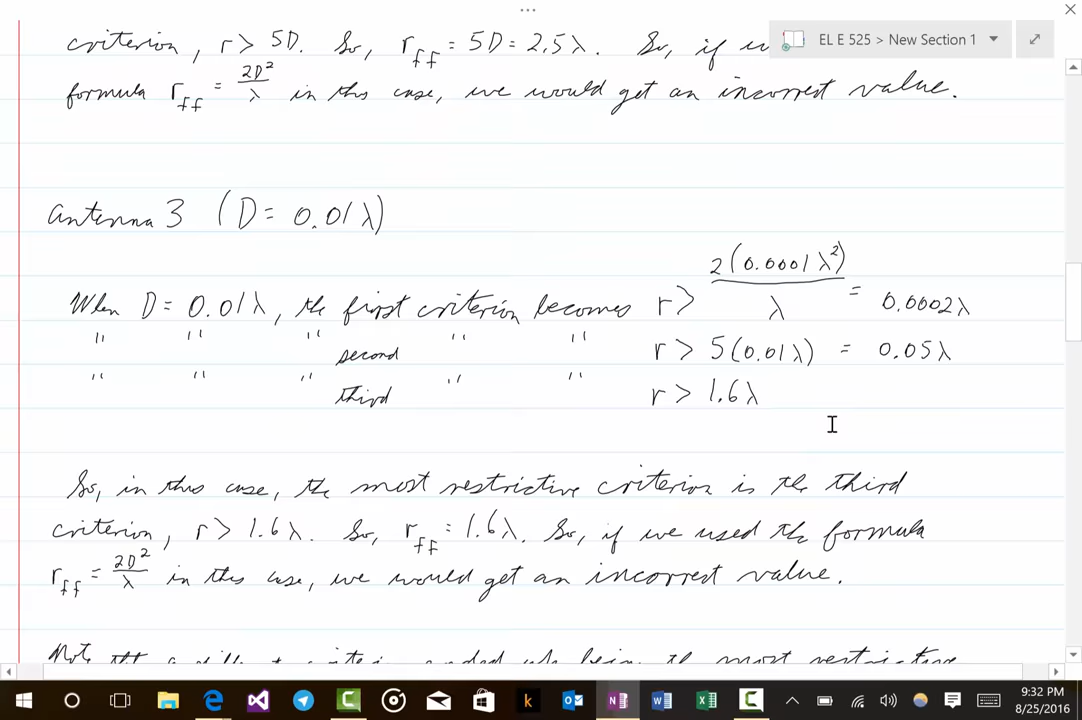 EL E 525 > New Section 1
criterion, r > 5D. So, r_ff = 5D = 2.5λ. So, if
formula r_ff = 2D²/λ in this case, we would get an incorrect value.
Antenna 3 (D = 0.01λ)
When D = 0.01λ, the first criterion becomes r > 2(0.0001λ²)/λ = 0.0002λ
" " " second " " r > 5(0.01λ) = 0.05λ
" " " third " " r > 1.6λ
So, in this case, the most restrictive criterion is the third
criterion, r > 1.6λ. So, r_ff = 1.6λ. So, if we used the formula
r_ff = 2D²/λ in this case, we would get an incorrect value.
Note most restrictive
9:32 PM
8/25/2016